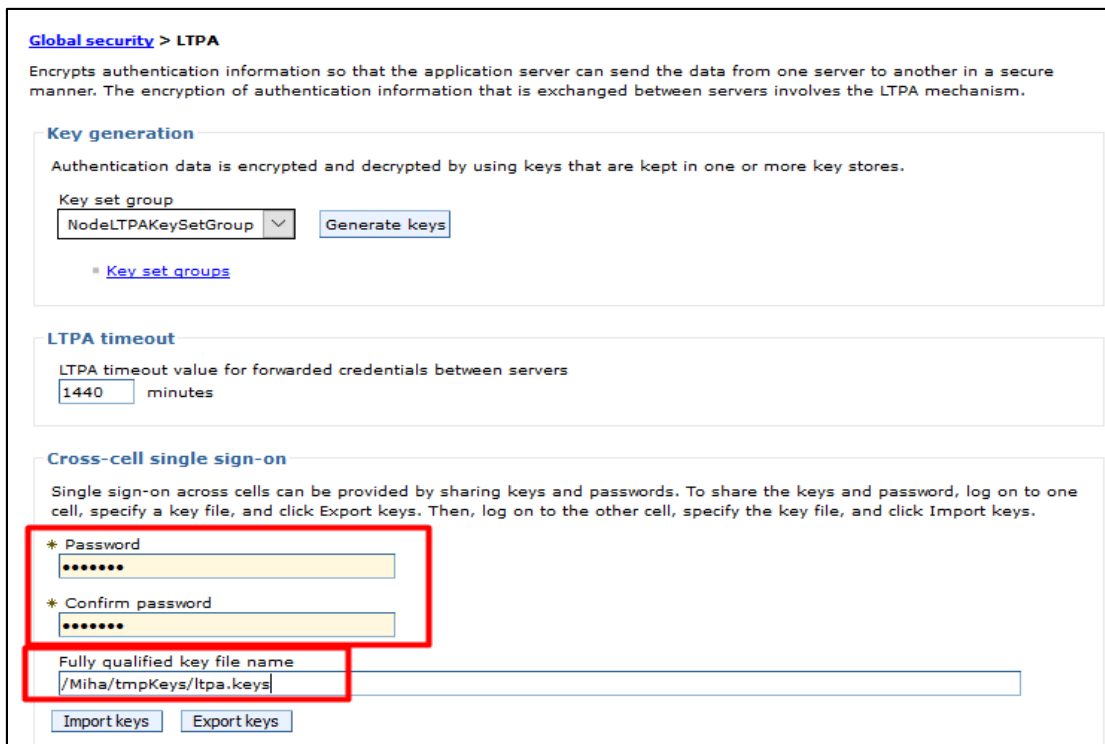 Global security > LTPA
Encrypts authentication information so that the application server can send the data from one server to another in a secure
manner. The encryption of authentication information that is exchanged between servers involves the LTPA mechanism.
Key generation
Authentication data is encrypted and decrypted by using keys that are kept in one or more key stores.
Key set group
NodeLTPAKeySetGroup Generate keys
Key set groups
LTPA timeout
LTPA timeout value for forwarded credentials between servers
1440 minutes
Cross-cell single sign-on
Single sign-on across cells can be provided by sharing keys and passwords. To share the keys and password, log on to one
cell, specify a key file, and click Export keys. Then, log on to the other cell, specify the key file, and click Import keys.
* Password
•••••••
* Confirm password
•••••••
Fully qualified key file name
/Miha/tmpKeys/ltpa.keys
Import keys Export keys